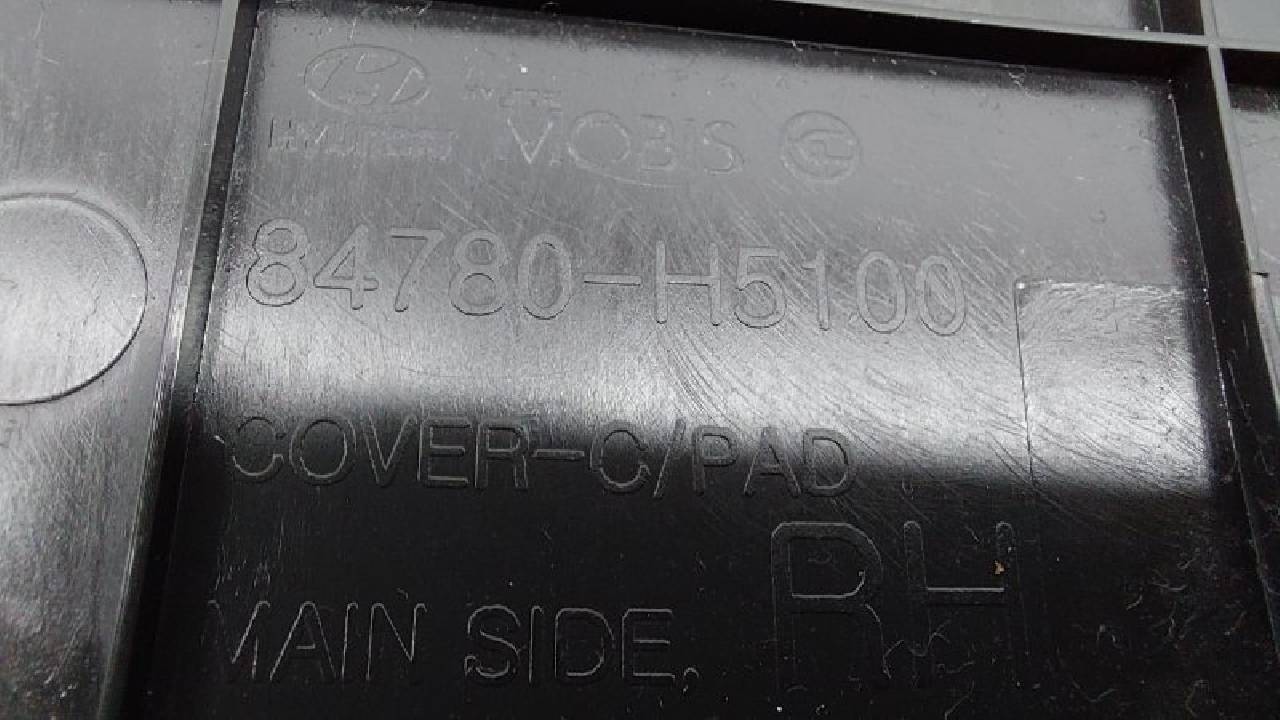 HYUNDAI MOBIS
84780-H5100
COVER-C/PAD
MAIN SIDE, RH